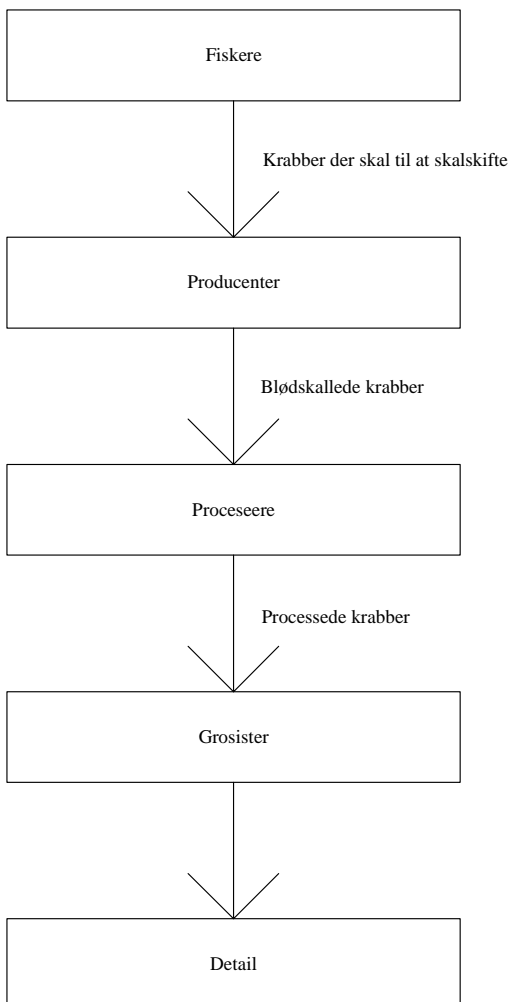 Fiskere
Krabber der skal til at skalskifte
Producenter
Blødskallede krabber
Proceseere
Processede krabber
Grosister
Detail